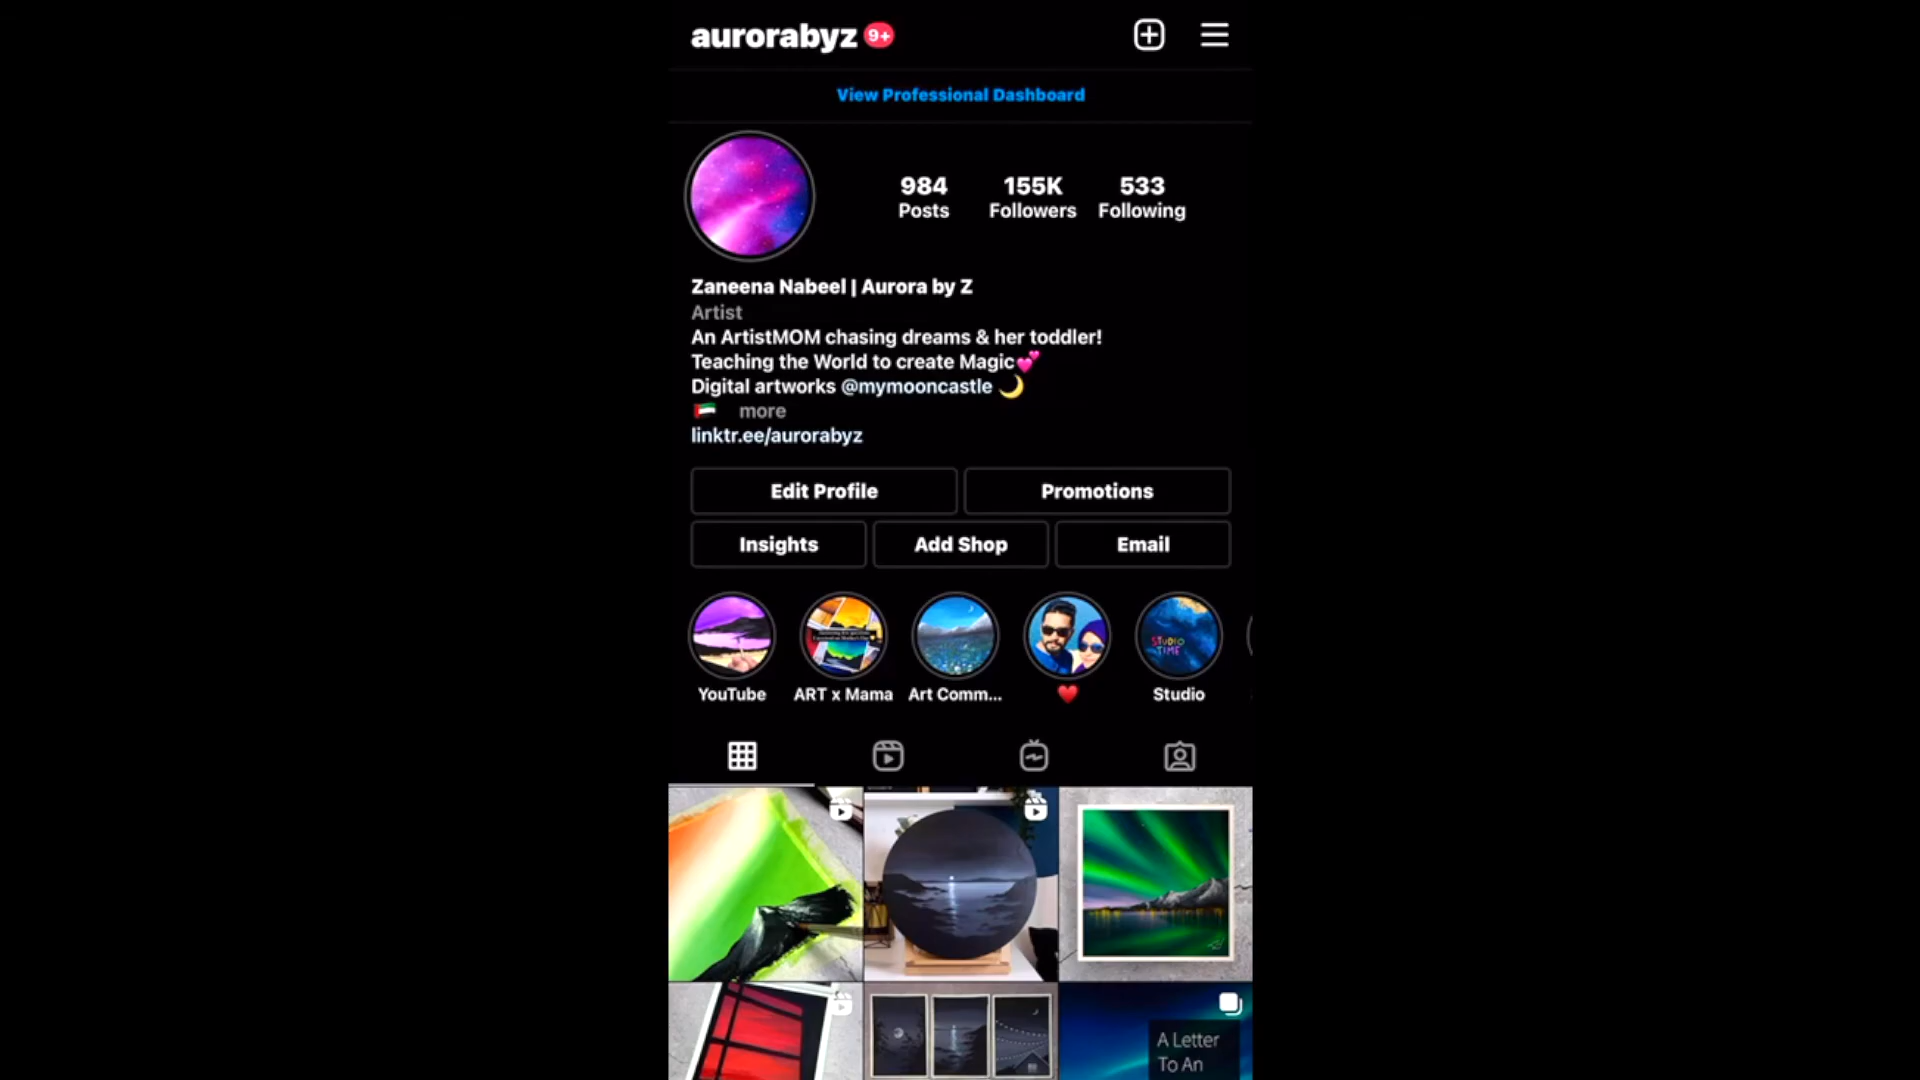 aurorabyz 9+
View Professional Dashboard
984 155K 533
Posts Followers Following
Zaneena Nabeel | Aurora by Z
Artist
An ArtistMOM chasing dreams & her toddler!
Teaching the World to create Magic💕
Digital artworks @mymooncastle 🌙
🇦🇪 more
linktr.ee/aurorabyz
Edit Profile Promotions
Insights Add Shop Email
STUDIO
TIME
YouTube ART x Mama Art Comm... ❤️ Studio
A Letter
To An